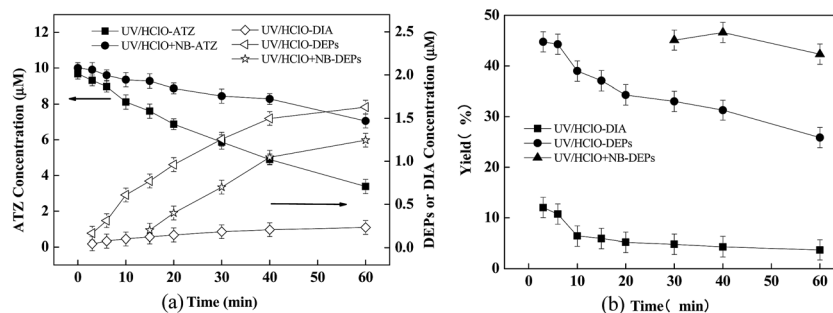 UV/HClO-ATZ
UV/HClO+NB-ATZ
UV/HClO-DIA
UV/HClO-DEPs
UV/HClO+NB-DEPs
14
12
10
8
6
4
2
0
ATZ Concentration (μM)
2.5
2.0
1.5
1.0
0.5
0.0
DEPs or DIA Concentration (μM)
0 10 20 30 40 50 60
(a) Time (min)
50
40
30
20
10
0
Yield( %)
UV/HClO-DIA
UV/HClO-DEPs
UV/HClO+NB-DEPs
0 10 20 30 40 50 60
(b) Time( min)